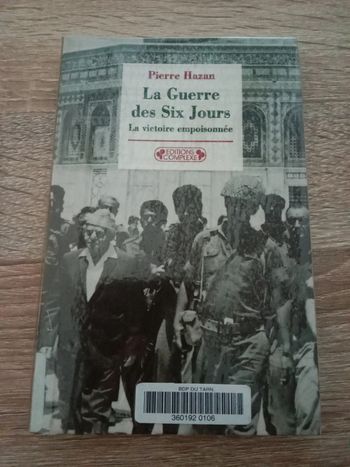 Pierre Hazan
La Guerre
des Six Jours
La victoire empoisonnée
EDITIONS
COMPLEXE
BDP DU TARN
360192 0106